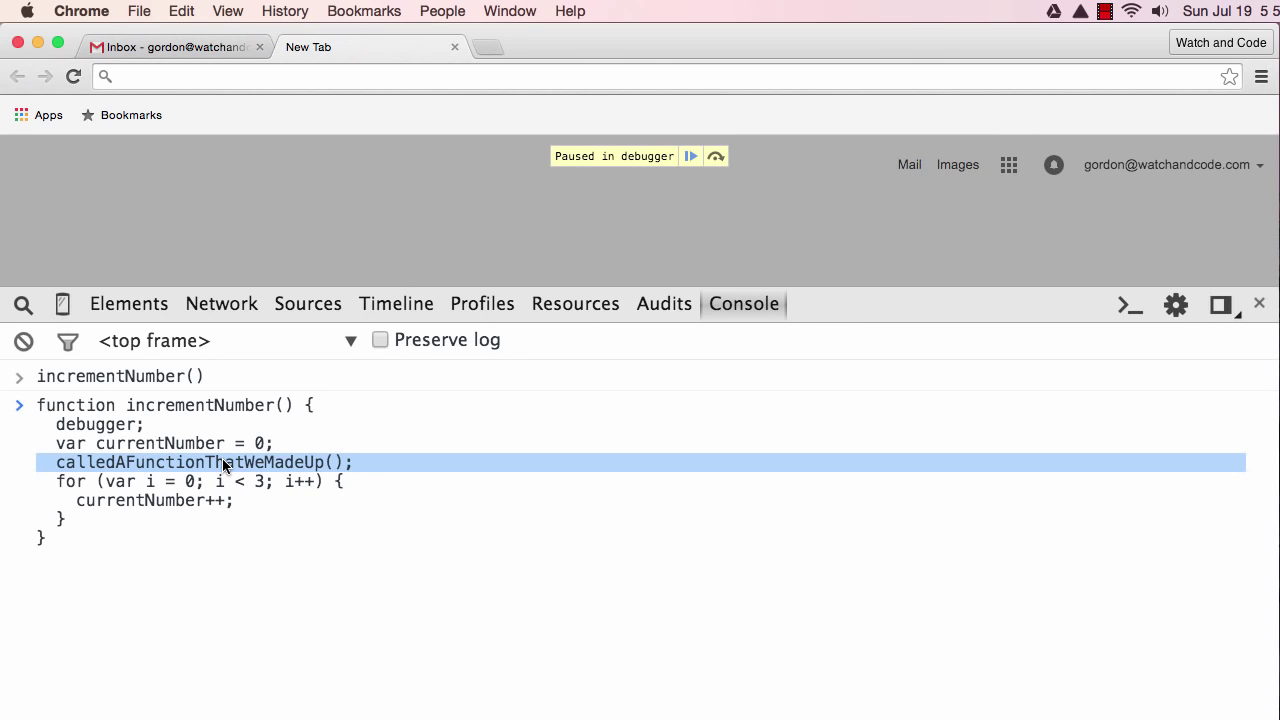 Chrome File Edit View History Bookmarks People Window Help Sun Jul 19 5 5
Inbox - gordon@watchand New Tab Watch and Code
Apps Bookmarks
Paused in debugger
Mail Images gordon@watchandcode.com
Elements Network Sources Timeline Profiles Resources Audits Console
<top frame> Preserve log
incrementNumber()
function incrementNumber() {
debugger;
var currentNumber = 0;
calledAFunctionThatWeMadeUp();
for (var i = 0; i < 3; i++) {
currentNumber++;
}
}